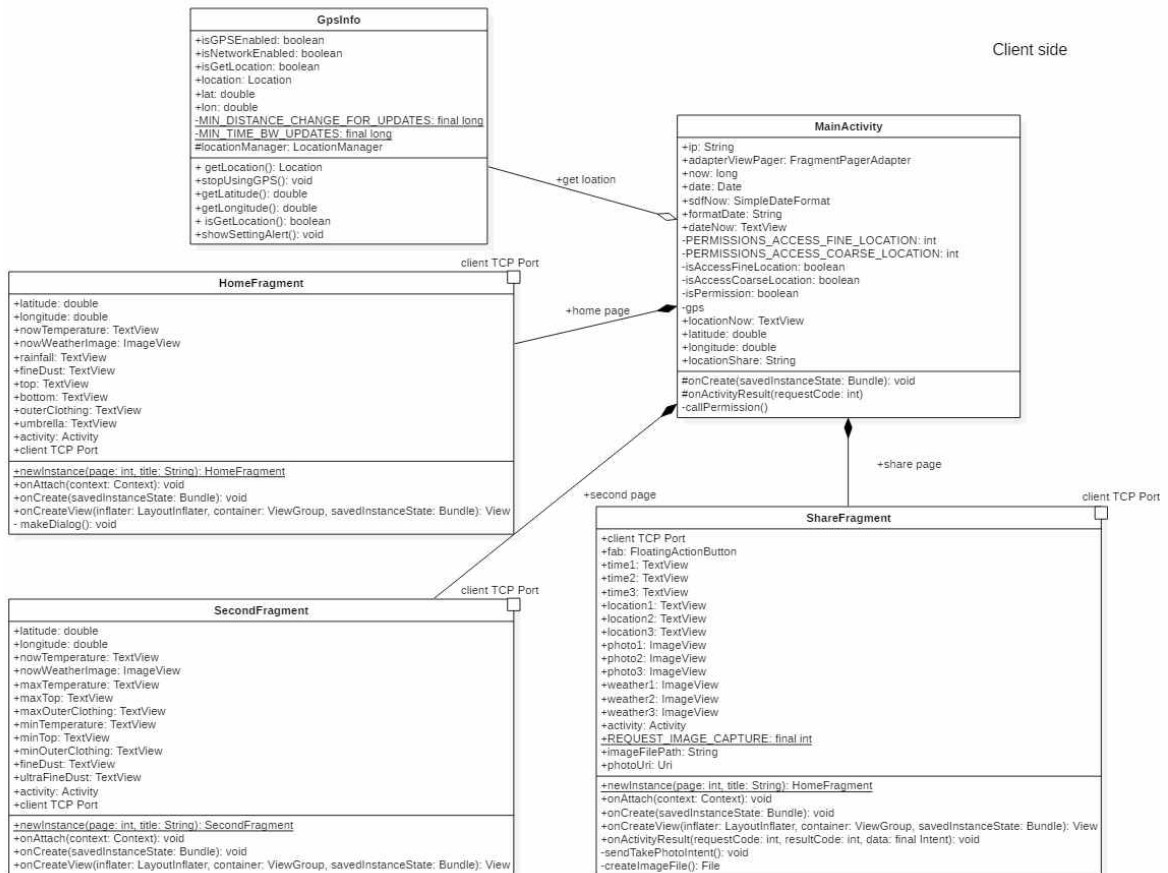 GpsInfo
+isGPSEnabled: boolean
+isNetworkEnabled: boolean
+isGetLocation: boolean
+location: Location
+lat: double
+lon: double
-MIN_DISTANCE_CHANGE_FOR_UPDATES: final long
-MIN_TIME_BW_UPDATES: final long
#locationManager: LocationManager
+ getLocation(): Location
+stopUsingGPS(): void
+getLatitude(): double
+getLongitude(): double
+ isGetLocation(): boolean
+showSettingAlert(): void
Client side
MainActivity
+ip: String
+adapterViewPager: FragmentPagerAdapter
+now: long
+date: Date
+sdfNow: SimpleDateFormat
+formatDate: String
+dateNow: TextView
-PERMISSIONS_ACCESS_FINE_LOCATION: int
-PERMISSIONS_ACCESS_COARSE_LOCATION: int
-isAccessFineLocation: boolean
-isAccessCoarseLocation: boolean
-isPermission: boolean
-gps
+locationNow: TextView
+latitude: double
+longitude: double
+locationShare: String
#onCreate(savedInstanceState: Bundle): void
#onActivityResult(requestCode: int)
-callPermission()
+get loation
+home page
+second page
+share page
client TCP Port
HomeFragment
+latitude: double
+longitude: double
+nowTemperature: TextView
+nowWeatherImage: ImageView
+rainfall: TextView
+fineDust: TextView
+top: TextView
+bottom: TextView
+outerClothing: TextView
+umbrella: TextView
+activity: Activity
+client TCP Port
+newInstance(page: int, title: String): HomeFragment
+onAttach(context: Context): void
+onCreate(savedInstanceState: Bundle): void
+onCreateView(inflater: LayoutInflater, container: ViewGroup, savedInstanceState: Bundle): View
- makeDialog(): void
client TCP Port
SecondFragment
+latitude: double
+longitude: double
+nowTemperature: TextView
+nowWeatherImage: ImageView
+maxTemperature: TextView
+maxTop: TextView
+maxOuterClothing: TextView
+minTemperature: TextView
+minTop: TextView
+minOuterClothing: TextView
+fineDust: TextView
+ultraFineDust: TextView
+activity: Activity
+client TCP Port
+newInstance(page: int, title: String): SecondFragment
+onAttach(context: Context): void
+onCreate(savedInstanceState: Bundle): void
+onCreateView(inflater: LayoutInflater, container: ViewGroup, savedInstanceState: Bundle): View
client TCP Port
ShareFragment
+client TCP Port
+fab: FloatingActionButton
+time1: TextView
+time2: TextView
+time3: TextView
+location1: TextView
+location2: TextView
+location3: TextView
+photo1: ImageView
+photo2: ImageView
+photo3: ImageView
+weather1: ImageView
+weather2: ImageView
+weather3: ImageView
+activity: Activity
+REQUEST_IMAGE_CAPTURE: final int
+imageFilePath: String
+photoUri: Uri
+newInstance(page: int, title: String): HomeFragment
+onAttach(context: Context): void
+onCreate(savedInstanceState: Bundle): void
+onCreateView(inflater: LayoutInflater, container: ViewGroup, savedInstanceState: Bundle): View
+onActivityResult(requestCode: int, resultCode: int, data: final Intent): void
-sendTakePhotoIntent(): void
-createImageFile(): File